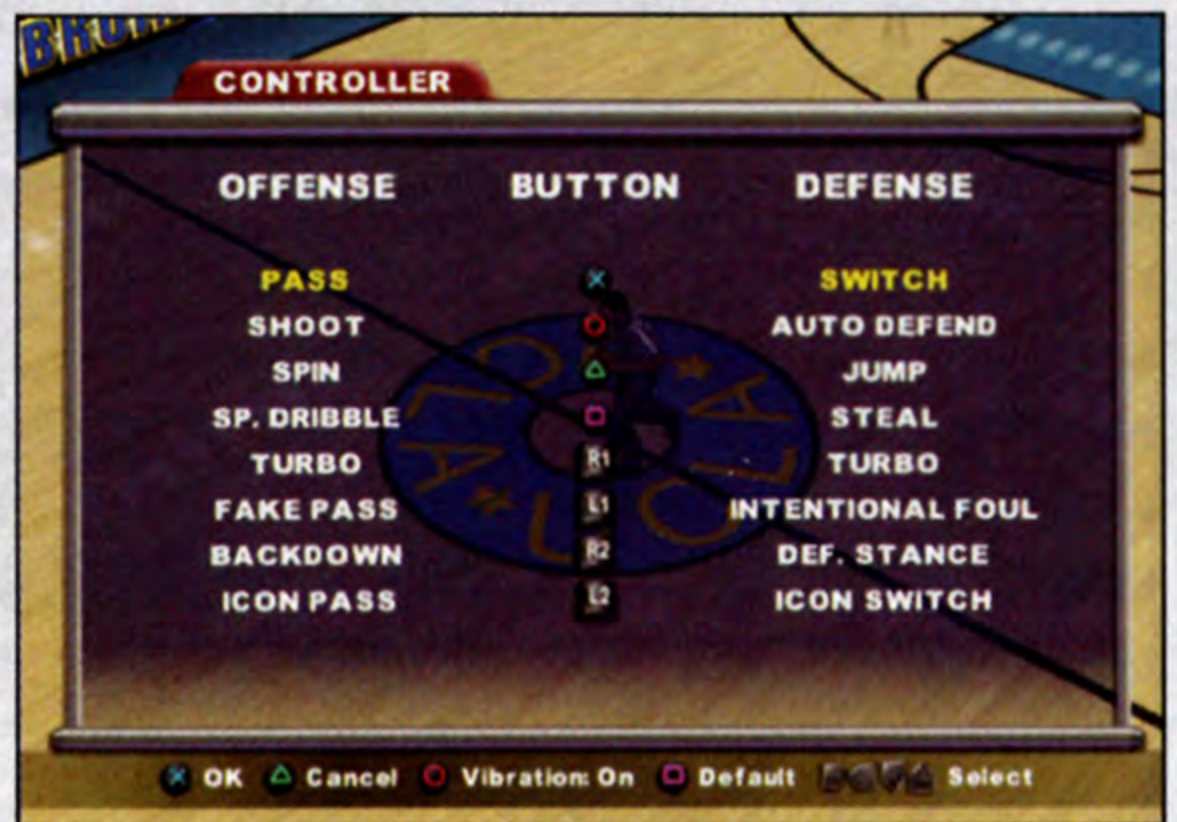 CONTROLLER
OFFENSE BUTTON DEFENSE
PASS SWITCH
SHOOT AUTO DEFEND
SPIN JUMP
SP. DRIBBLE STEAL
TURBO R1 TURBO
FAKE PASS L1 INTENTIONAL FOUL
BACKDOWN R2 DEF. STANCE
ICON PASS L2 ICON SWITCH
OK Cancel Vibration: On Default Select